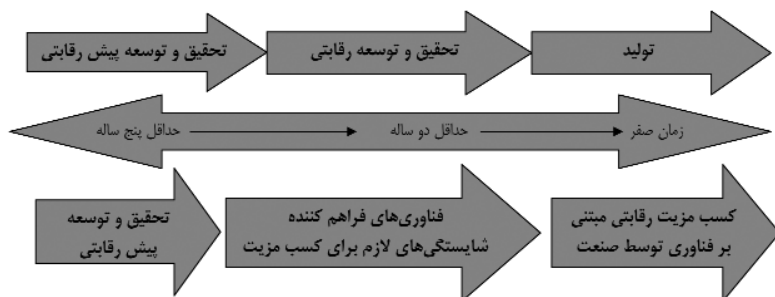 تحقیق و توسعه پیش رقابتی
تحقیق و توسعه رقابتی
تولید
حداقل پنج ساله
حداقل دو ساله
زمان صفر
تحقیق و توسعه
پیش رقابتی
فناوری‌های فراهم کننده
شایستگی‌های لازم برای کسب مزیت
کسب مزیت رقابتی مبتنی
بر فناوری توسط صنعت